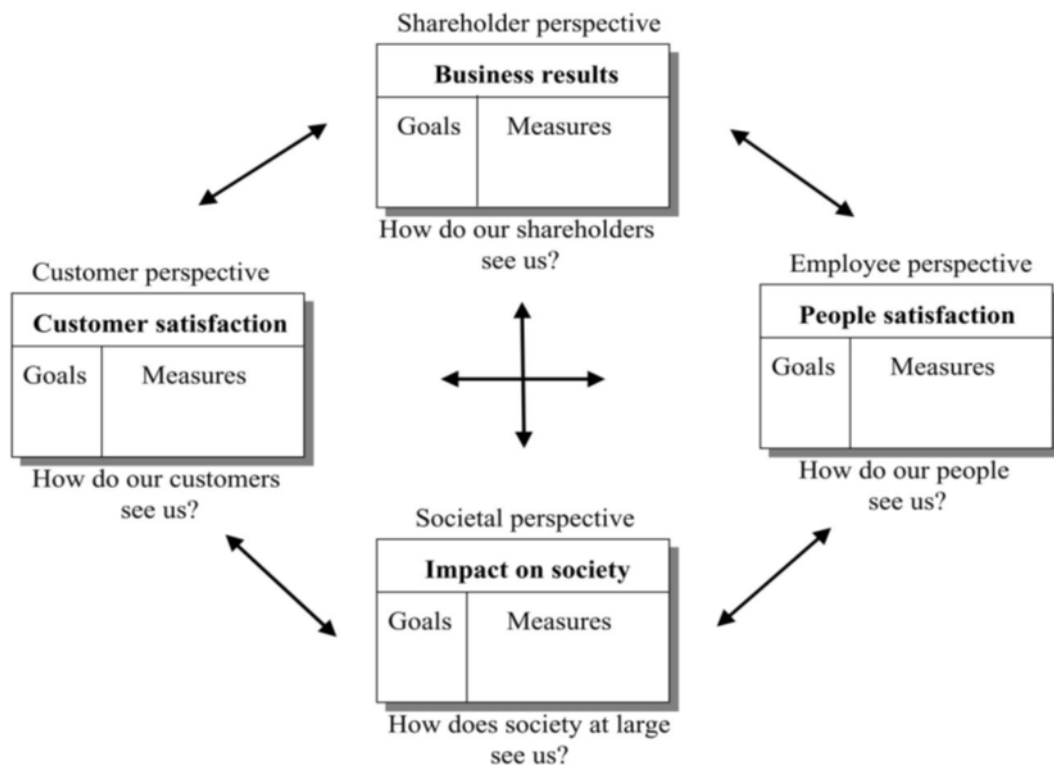 Shareholder perspective
Business results
Goals
Measures
How do our shareholders
see us?
Customer perspective
Customer satisfaction
Goals
Measures
How do our customers
see us?
Employee perspective
People satisfaction
Goals
Measures
How do our people
see us?
Societal perspective
Impact on society
Goals
Measures
How does society at large
see us?